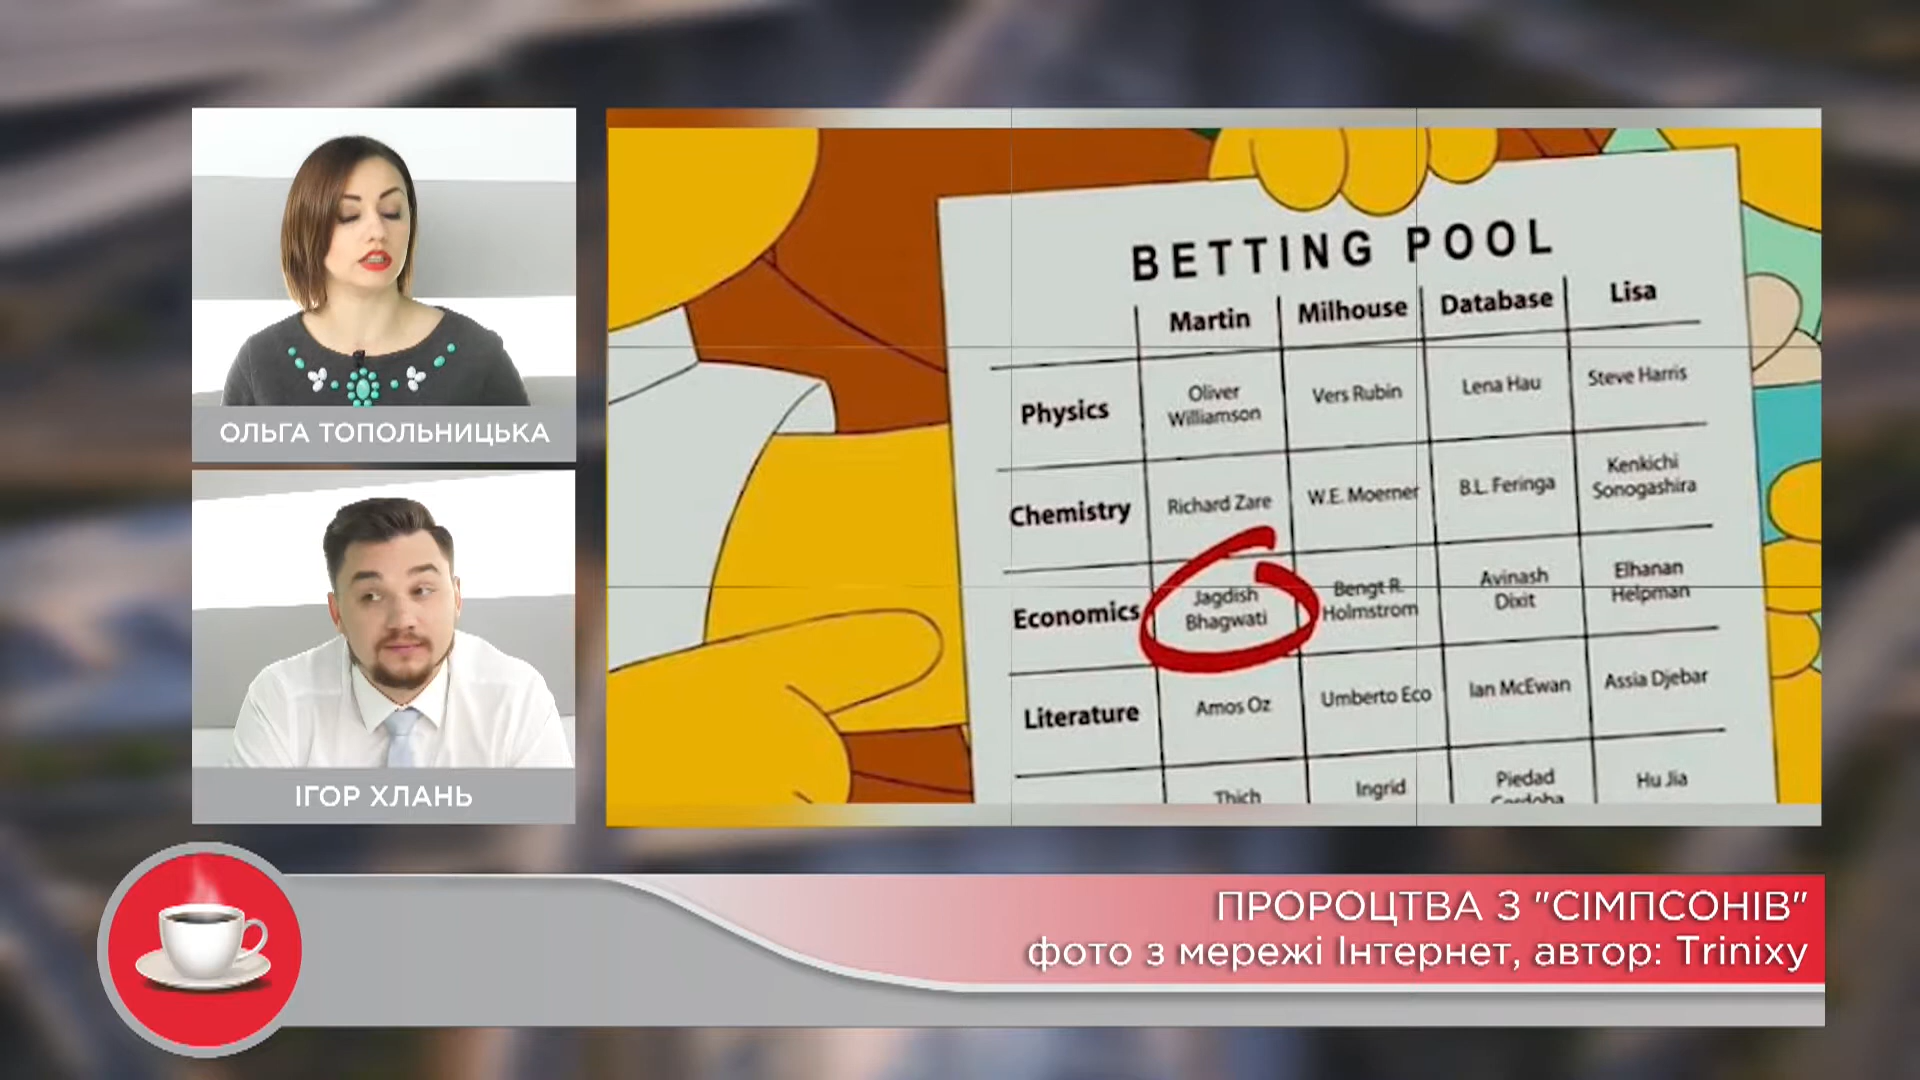 ОЛЬГА ТОПОЛЬНИЦЬКА
ІГОР ХЛАНЬ
BETTING POOL
Martin Milhouse Database Lisa
Physics Oliver Williamson Vers Rubin Lena Hau Steve Harris
Chemistry Richard Zare W.E. Moerner B.L. Feringa Kenkichi Sonogashira
Economics Jagdish Bhagwati Bengt R. Holmstrom Avinash Dixit Elhanan Helpman
Literature Amos Oz Umberto Eco Ian McEwan Assia Djebar
Thich Ingrid Piedad Cordoba Hu Jia
ПРОРОЦТВА З "СІМПСОНІВ"
фото з мережі Інтернет, автор: Trinixy